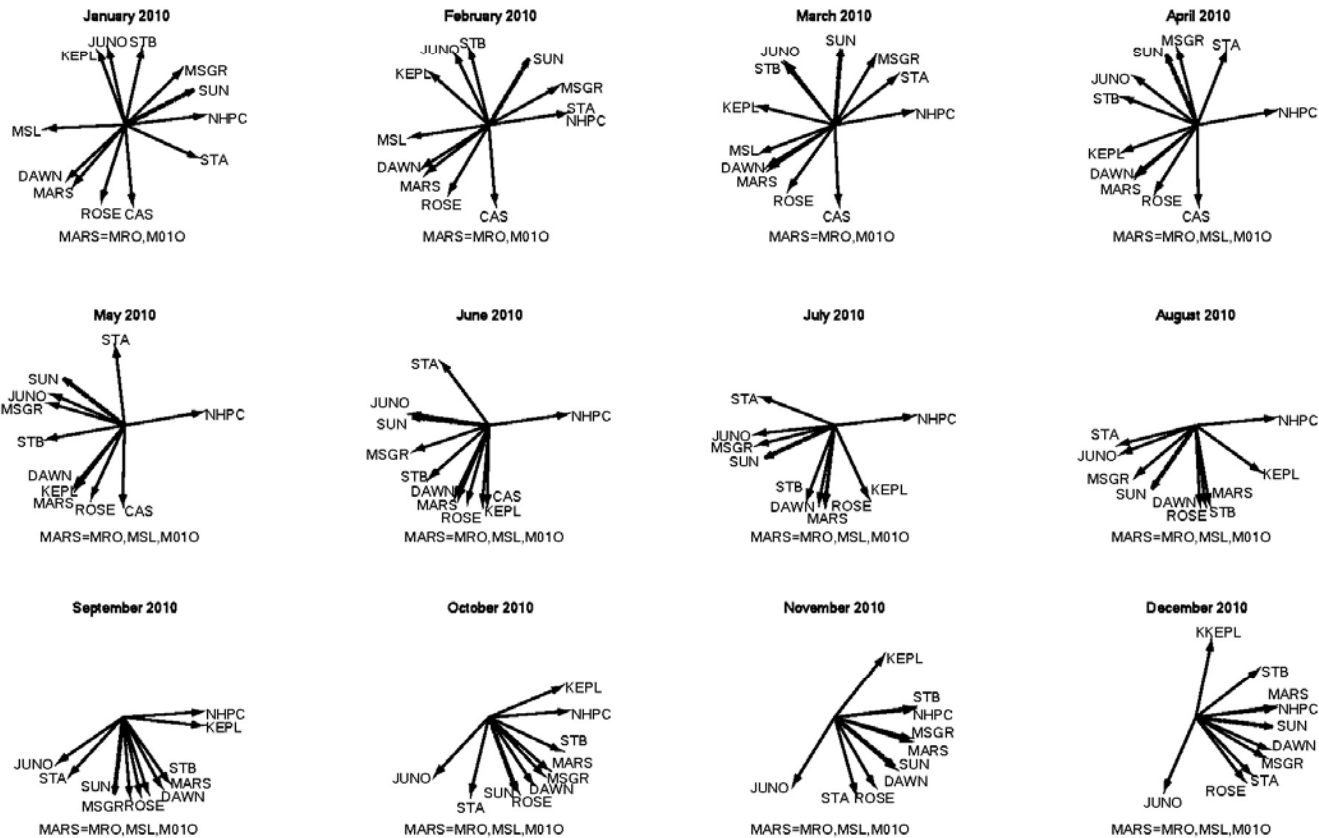 January 2010
JUNO STB
KEPL
MSGR
SUN
NHPC
MSL
STA
DAWN
MARS
ROSE CAS
MARS=MRO,M01O
February 2010
STB
JUNO
SUN
KEPL
MSGR
STA
NHPC
MSL
DAWN
MARS
ROSE
CAS
MARS=MRO,M01O
March 2010
SUN
JUNO
MSGR
STB
STA
KEPL
NHPC
MSL
DAWN
MARS
ROSE
CAS
MARS=MRO,M01O
April 2010
MSGR
STA
SUN
JUNO
STB
NHPC
KEPL
DAWN
MARS
ROSE
CAS
MARS=MRO,MSL,M01O
May 2010
STA
SUN
JUNO
MSGR
NHPC
STB
DAWN
KEPL
MARS
ROSE CAS
MARS=MRO,MSL,M01O
June 2010
STA
JUNO
NHPC
SUN
MSGR
STB
DAWN
CAS
MARS
ROSE KEPL
MARS=MRO,MSL,M01O
July 2010
STA
NHPC
JUNO
MSGR
SUN
STB
KEPL
DAWN ROSE
MARS
MARS=MRO,MSL,M01O
August 2010
NHPC
STA
JUNO
MSGR
KEPL
SUN
MARS
DAWN
STB
ROSE
MARS=MRO,MSL,M01O
September 2010
NHPC
KEPL
JUNO
STB
STA
SUN
MARS
DAWN
MSGR ROSE
MARS=MRO,MSL,M01O
October 2010
KEPL
NHPC
STB
MARS
JUNO
MSGR
DAWN
SUN
ROSE
STA
MARS=MRO,MSL,M01O
November 2010
KEPL
STB
NHPC
MSGR
MARS
SUN
DAWN
JUNO
STA ROSE
MARS=MRO,MSL,M01O
December 2010
KKEPL
STB
MARS
NHPC
SUN
DAWN
MSGR
STA
ROSE
JUNO
MARS=MRO,MSL,M01O